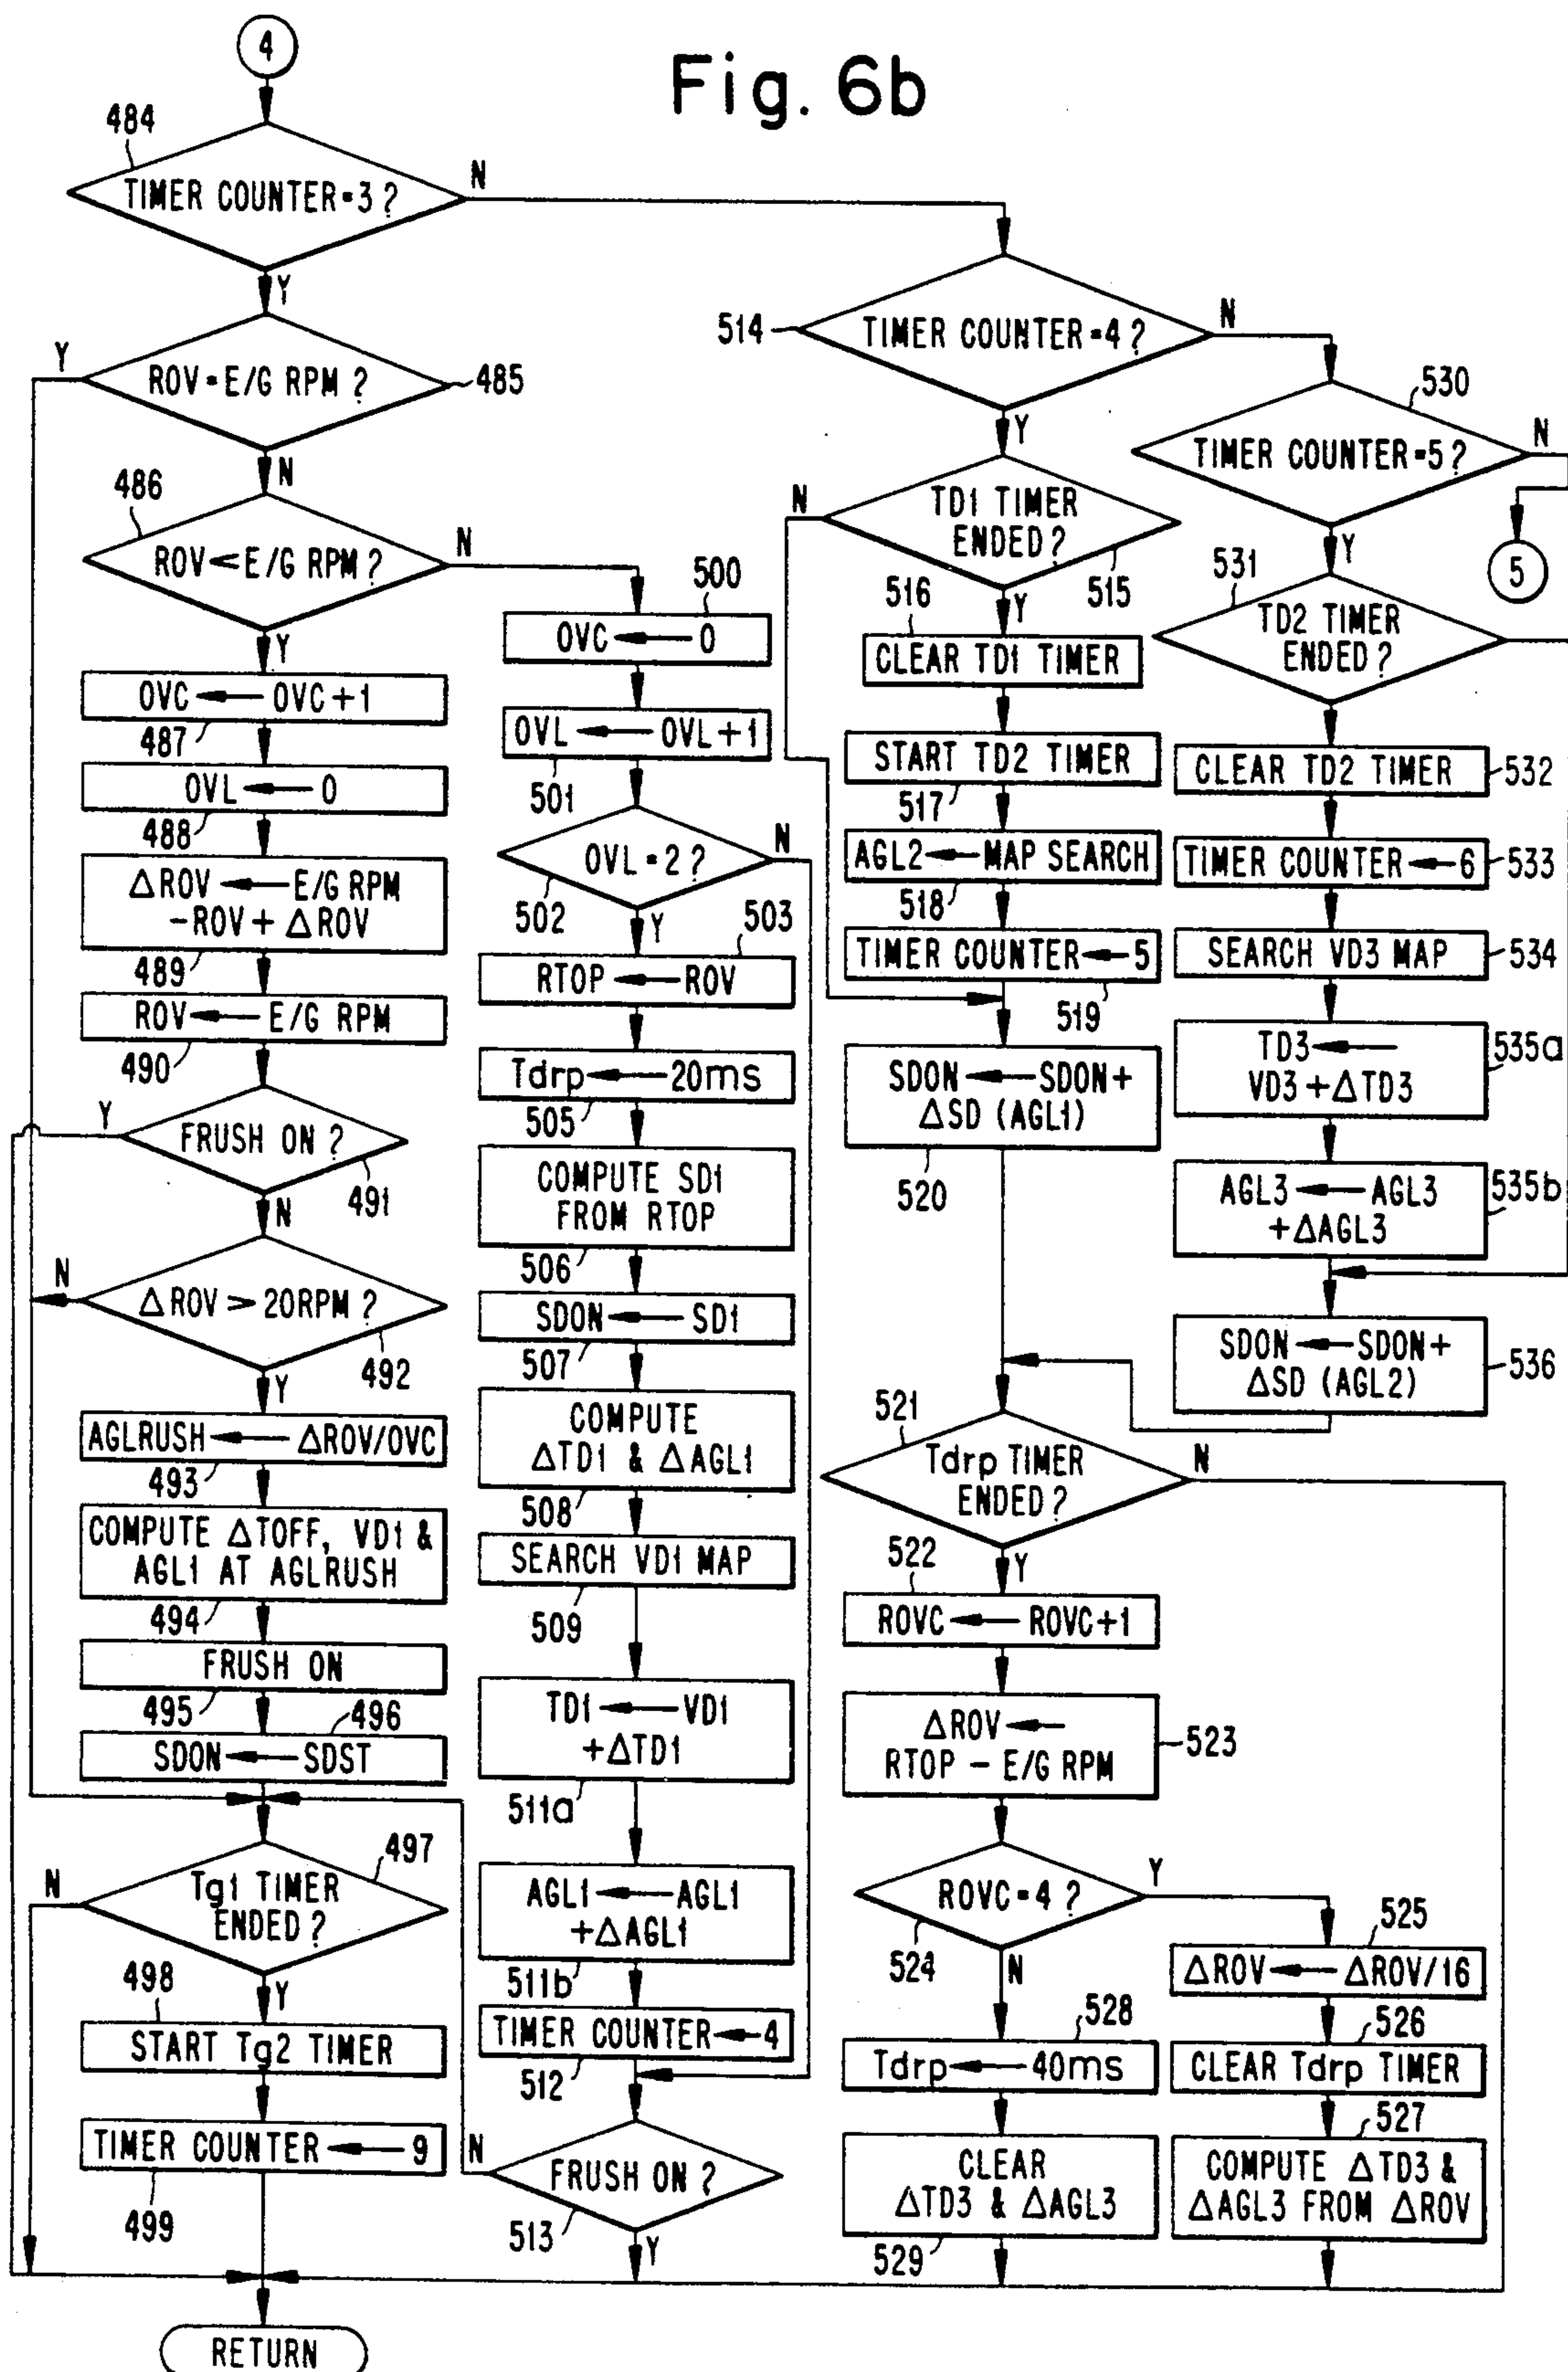 Fig. 6b
4
484
TIMER COUNTER=3?
N
Y
ROV=E/G RPM?
485
Y
N
486
ROV≤E/G RPM?
N
Y
OVC←OVC+1
487
OVL←0
488
ΔROV←E/G RPM
-ROV+ΔROV
489
ROV←E/G RPM
490
Y
FRUSH ON?
491
N
N
ΔROV>20RPM?
492
Y
AGLRUSH←ΔROV/OVC
493
COMPUTE ΔTOFF, VD1 &
AGL1 AT AGLRUSH
494
FRUSH ON
495
496
SDON←SDST
497
N
Tg1 TIMER
ENDED?
498
Y
START Tg2 TIMER
TIMER COUNTER←9
499
RETURN
500
OVC←0
OVL←OVL+1
501
OVL=2?
N
502
Y
503
RTOP←ROV
Tdrp←20ms
505
COMPUTE SD1
FROM RTOP
506
SDON←SD1
507
COMPUTE
ΔTD1 & ΔAGL1
508
SEARCH VD1 MAP
509
TD1←VD1
+ΔTD1
511a
AGL1←AGL1
+ΔAGL1
511b
TIMER COUNTER←4
512
N
FRUSH ON?
513
Y
514
TIMER COUNTER=4?
N
Y
N
TD1 TIMER
ENDED?
515
516
Y
CLEAR TD1 TIMER
START TD2 TIMER
517
AGL2←MAP SEARCH
518
TIMER COUNTER←5
519
SDON←SDON+
ΔSD (AGL1)
520
521
Tdrp TIMER
ENDED?
N
522
Y
ROVC←ROVC+1
ΔROV←
RTOP-E/G RPM
523
ROVC=4?
Y
524
N
528
Tdrp←40ms
CLEAR
ΔTD3 & ΔAGL3
529
525
ΔROV←ΔROV/16
526
CLEAR Tdrp TIMER
527
COMPUTE ΔTD3 &
ΔAGL3 FROM ΔROV
530
TIMER COUNTER=5?
N
5
Y
531
TD2 TIMER
ENDED?
CLEAR TD2 TIMER
532
TIMER COUNTER←6
533
SEARCH VD3 MAP
534
TD3←
VD3+ΔTD3
535a
AGL3←AGL3
+ΔAGL3
535b
SDON←SDON+
ΔSD (AGL2)
536